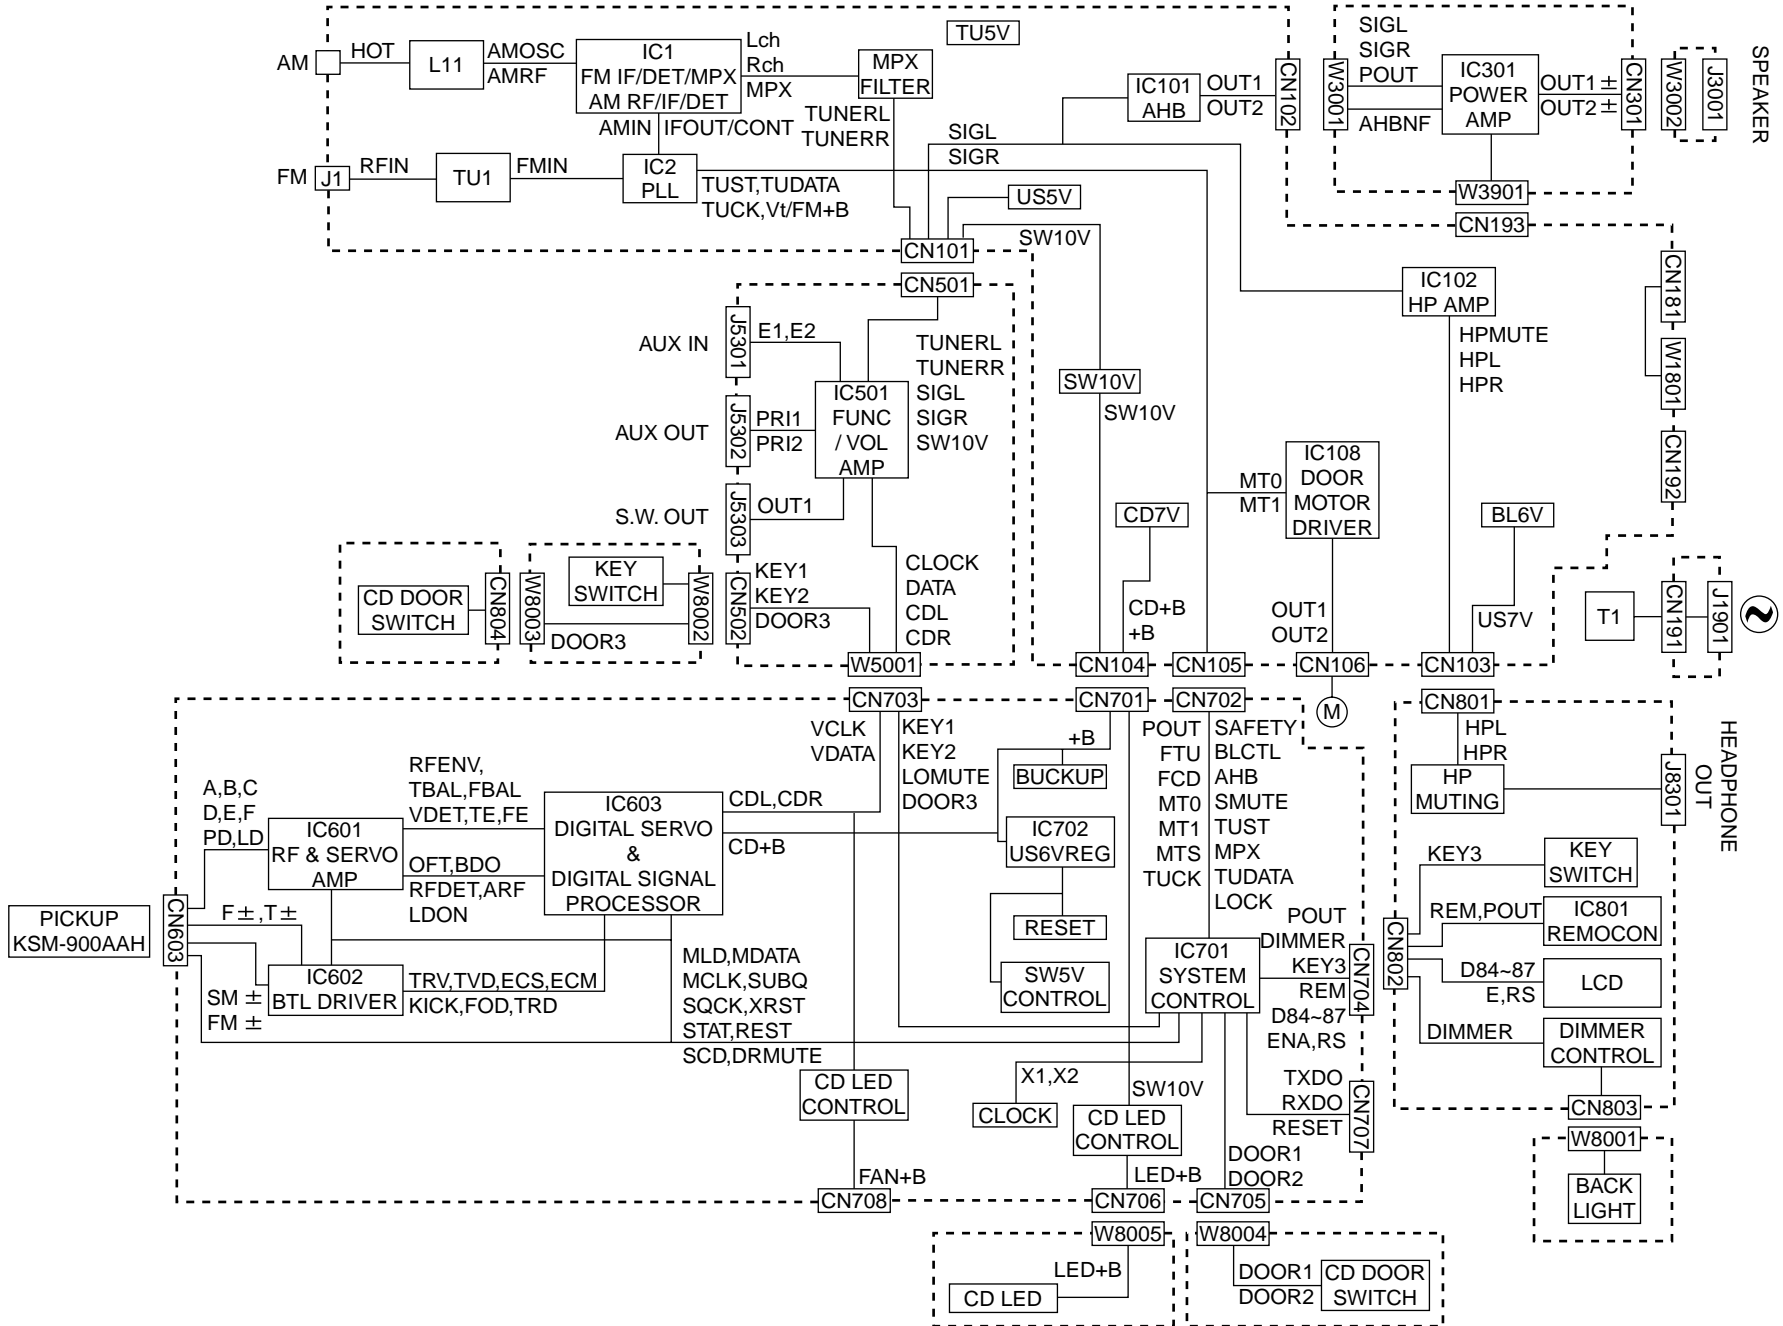 TU5V
AM
HOT
L11
AMOSC
AMRF
IC1
FM IF/DET/MPX
AM RF/IF/DET
Lch
Rch
MPX
MPX
FILTER
TUNERL
TUNERR
AMIN
IFOUT/CONT
FM
J1
RFIN
TU1
FMIN
IC2
PLL
TUST,TUDATA
TUCK,Vt/FM+B
SIGL
SIGR
US5V
SW10V
CN101
IC101
AHB
OUT1
OUT2
CN102
W3001
SIGL
SIGR
POUT
AHBNF
IC301
POWER
AMP
OUT1 ±
OUT2 ±
CN301
W3002
J3001
SPEAKER
W3901
CN193
IC102
HP AMP
HPMUTE
HPL
HPR
CN181
W1801
CN192
CN501
AUX IN
J5301
E1,E2
AUX OUT
J5302
PRI1
PRI2
S.W. OUT
J5303
OUT1
IC501
FUNC
/ VOL
AMP
TUNERL
TUNERR
SIGL
SIGR
SW10V
SW10V
SW10V
IC108
DOOR
MOTOR
DRIVER
MT0
MT1
CD7V
BL6V
CD DOOR
SWITCH
CN804
W8003
KEY
SWITCH
DOOR3
W8002
CN502
KEY1
KEY2
DOOR3
CLOCK
DATA
CDL
CDR
W5001
CD+B
+B
CN104
CN105
OUT1
OUT2
CN106
M
US7V
CN103
T1
CN191
J1901
CN703
CN701
CN702
CN801
VCLK
VDATA
KEY1
KEY2
LOMUTE
DOOR3
+B
BUCKUP
IC702
US6VREG
RESET
SW5V
CONTROL
POUT
FTU
FCD
MT0
MT1
MTS
TUCK
SAFETY
BLCTL
AHB
SMUTE
TUST
MPX
TUDATA
LOCK
HPL
HPR
HP
MUTING
J8301
HEADPHONE
OUT
PICKUP
KSM-900AAH
CN603
A,B,C
D,E,F
PD,LD
F ± ,T ±
SM ±
FM ±
IC601
RF & SERVO
AMP
RFENV,
TBAL,FBAL
VDET,TE,FE
OFT,BDO
RFDET,ARF
LDON
IC602
BTL DRIVER
TRV,TVD,ECS,ECM
KICK,FOD,TRD
IC603
DIGITAL SERVO
&
DIGITAL SIGNAL
PROCESSOR
CDL,CDR
CD+B
MLD,MDATA
MCLK,SUBQ
SQCK,XRST
STAT,REST
SCD,DRMUTE
IC701
SYSTEM
CONTROL
POUT
DIMMER
KEY3
REM
D84~87
ENA,RS
CN704
TXDO
RXDO
RESET
CN707
CN802
KEY3
KEY
SWITCH
REM,POUT
IC801
REMOCON
D84~87
E,RS
LCD
DIMMER
DIMMER
CONTROL
CN803
W8001
BACK
LIGHT
X1,X2
CLOCK
CD LED
CONTROL
FAN+B
CN708
SW10V
CD LED
CONTROL
LED+B
CN706
DOOR1
DOOR2
CN705
W8005
LED+B
CD LED
W8004
DOOR1
DOOR2
CD DOOR
SWITCH